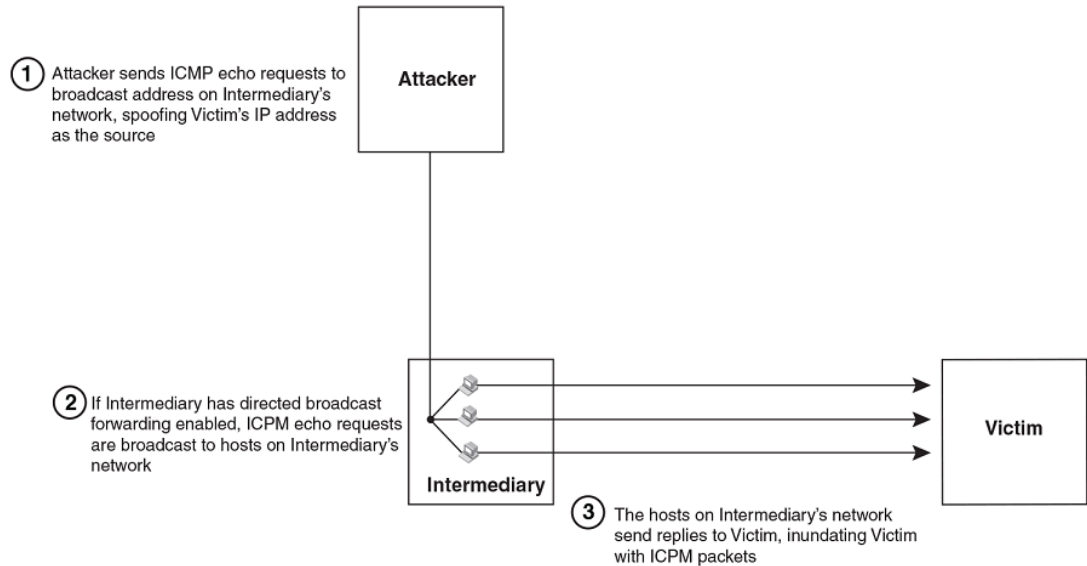 1 Attacker sends ICMP echo requests to
broadcast address on Intermediary's
network, spoofing Victim's IP address
as the source
Attacker
2 If Intermediary has directed broadcast
forwarding enabled, ICPM echo requests
are broadcast to hosts on Intermediary's
network
Intermediary
Victim
3 The hosts on Intermediary's network
send replies to Victim, inundating Victim
with ICPM packets